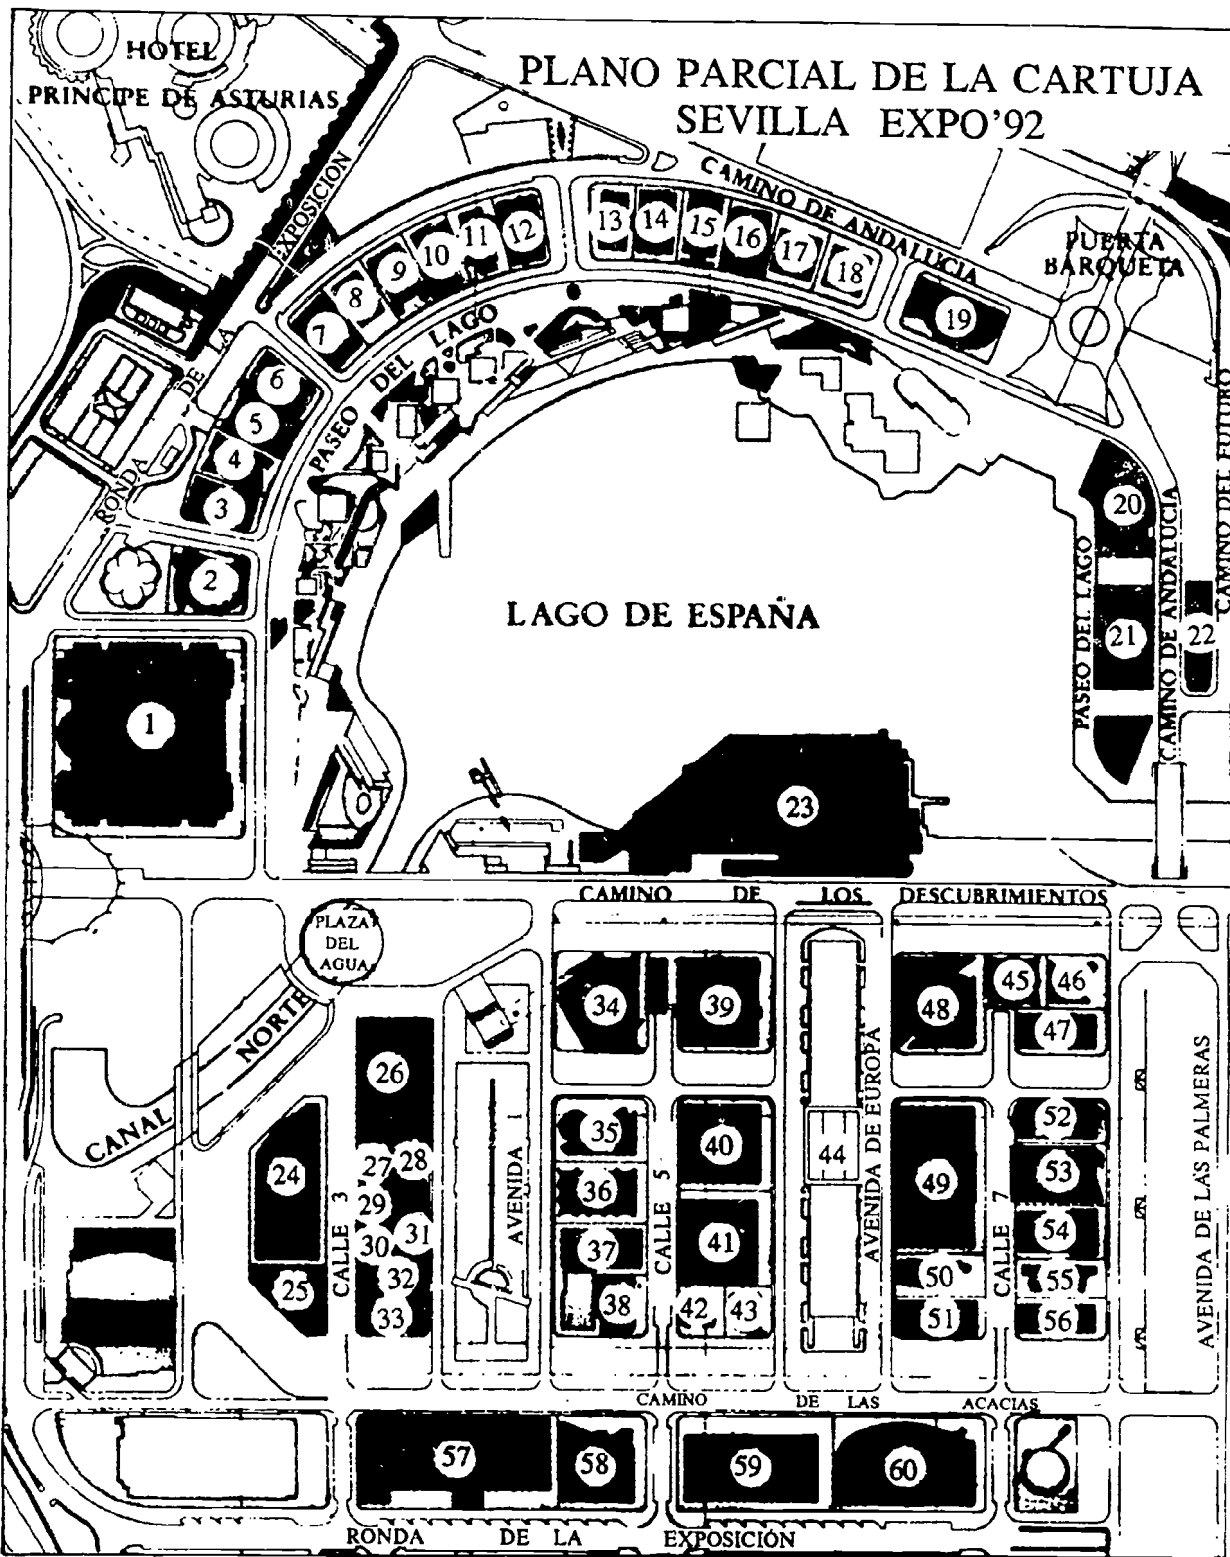 PLANO PARCIAL DE LA CARTUJA
SEVILLA EXPO'92
HOTEL
PRINCIPE DE ASTURIAS
RONDA DE LA EXPOSICION
CAMINO DE ANDALUCIA
PUERTA
BARQUETA
PASEO DEL LAGO
7
8
9
10
11
12
13
14
15
16
17
18
19
6
5
4
3
2
1
LAGO DE ESPAÑA
20
21
22
PASEO DEL LAGO
CAMINO DE ANDALUCIA
CAMINO DEL FUTURO
23
CAMINO DE LOS DESCUBRIMIENTOS
PLAZA
DEL
AGUA
CANAL NORTE
24
25
CALLE 3
26
27
28
29
30
31
32
33
AVENIDA 1
34
35
36
37
38
CALLE 5
39
40
41
42
43
44
AVENIDA DE EUROPA
45
46
47
48
49
50
51
CALLE 7
52
53
54
55
56
AVENIDA DE LAS PALMERAS
CAMINO DE LAS ACACIAS
57
58
59
60
RONDA DE LA EXPOSICIÓN